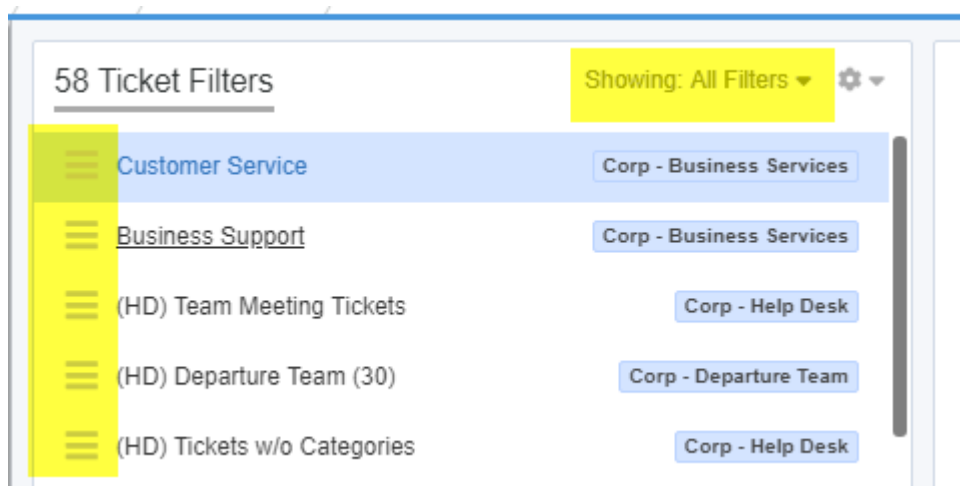 58 Ticket Filters
Showing: All Filters
Customer Service
Corp - Business Services
Business Support
Corp - Business Services
(HD) Team Meeting Tickets
Corp - Help Desk
(HD) Departure Team (30)
Corp - Departure Team
(HD) Tickets w/o Categories
Corp - Help Desk